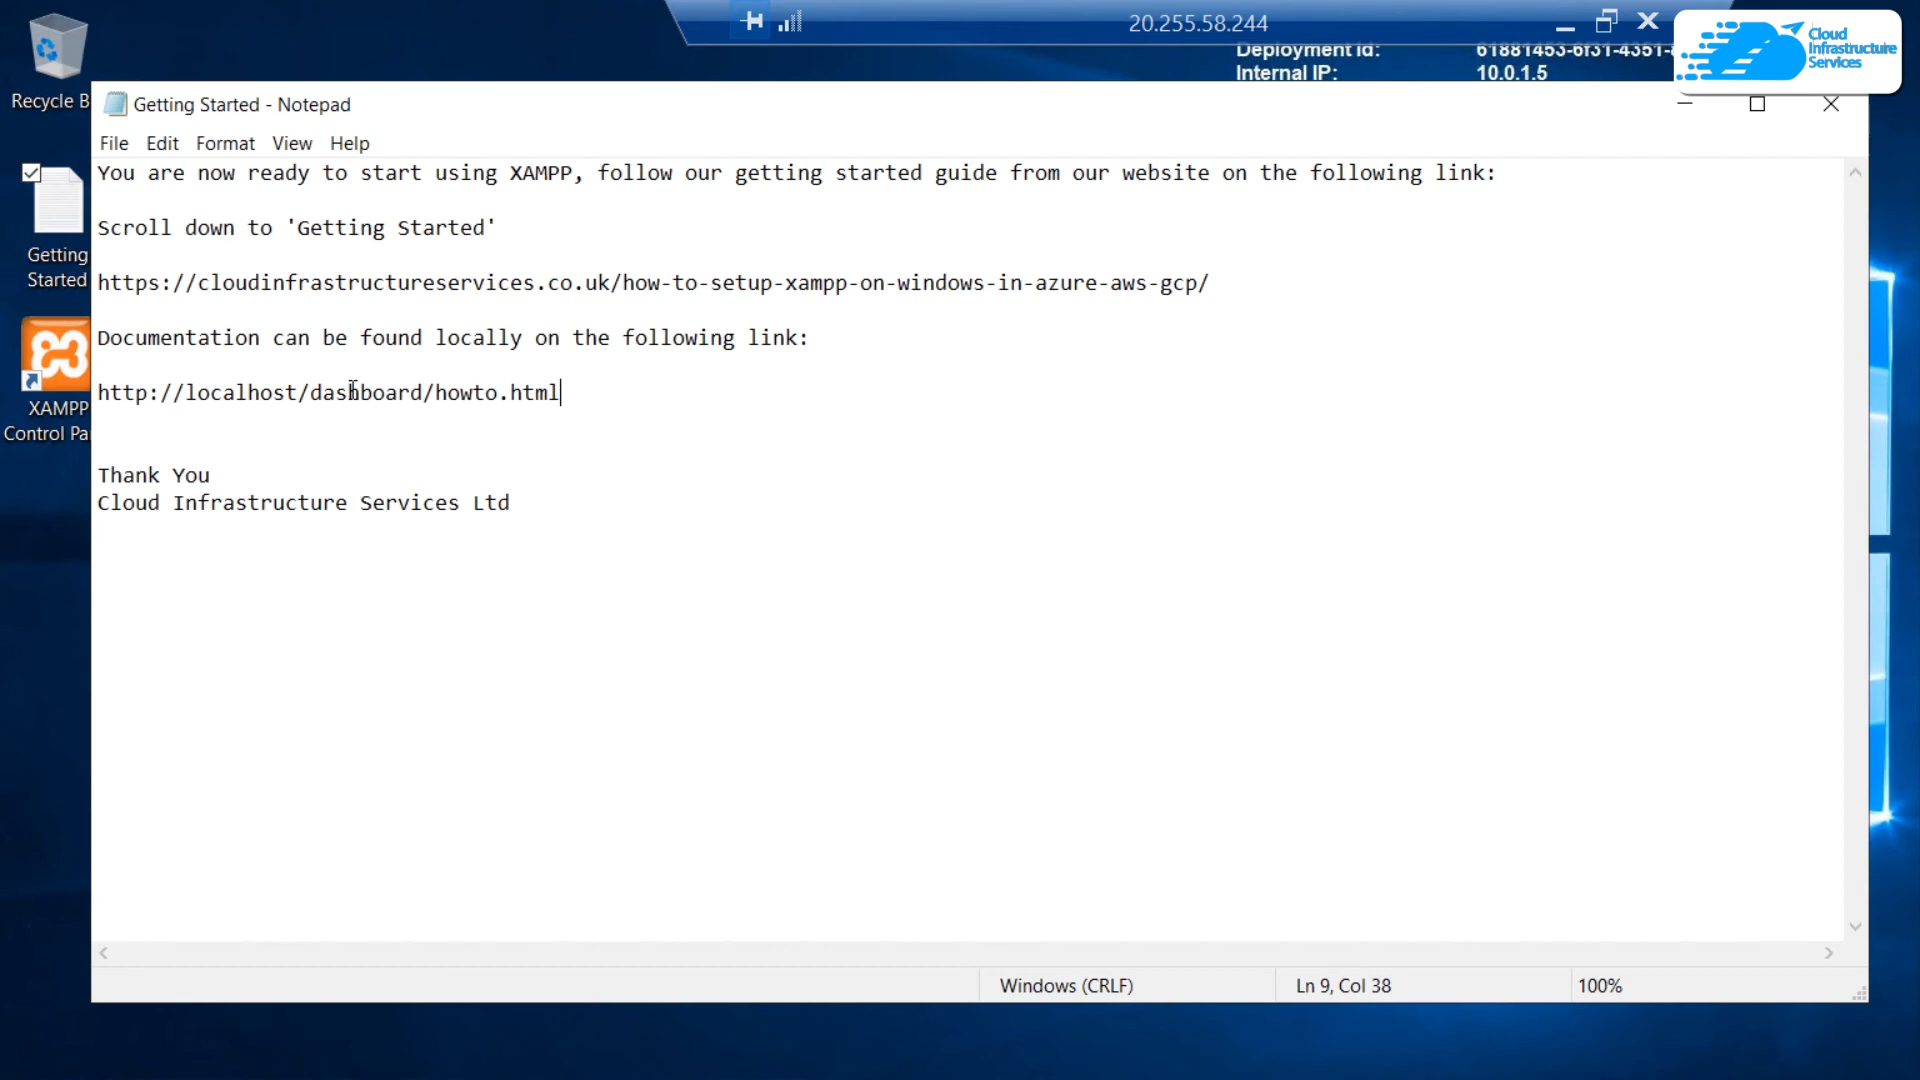 20.255.58.244
Cloud
Infrastructure
Services
Deployment Id: 61881453-6f31-4351-
Internal IP: 10.0.1.5
Recycle B
Getting Started - Notepad
File Edit Format View Help
You are now ready to start using XAMPP, follow our getting started guide from our website on the following link:
Scroll down to 'Getting Started'
Getting
Started
https://cloudinfrastructureservices.co.uk/how-to-setup-xampp-on-windows-in-azure-aws-gcp/
Documentation can be found locally on the following link:
http://localhost/dashboard/howto.html
XAMPP
Control Pa
Thank You
Cloud Infrastructure Services Ltd
Windows (CRLF) Ln 9, Col 38 100%